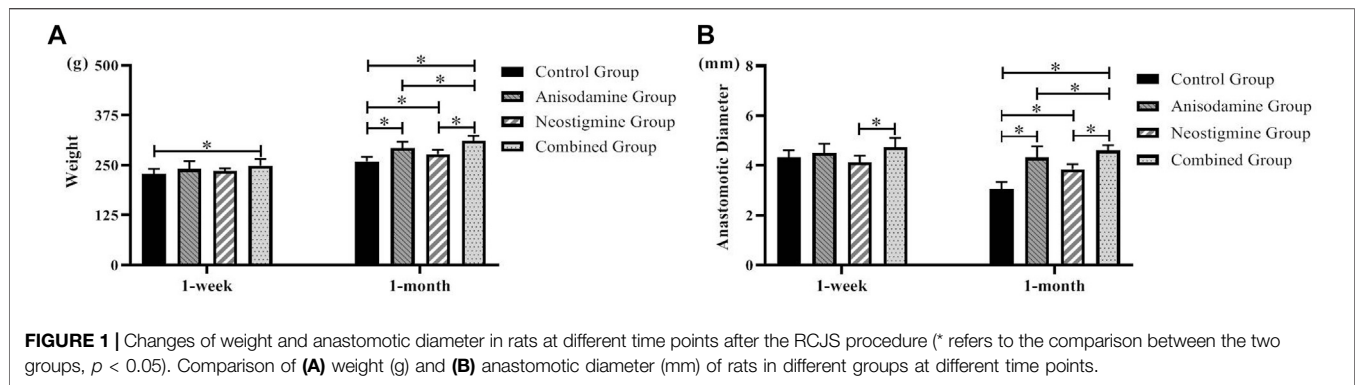 A
(g)
500
375
250
125
0
Weight
* * * * * *
1-week
1-month
Control Group
Anisodamine Group
Neostigmine Group
Combined Group
B
(mm)
8
6
4
2
0
Anastomotic Diameter
* * * * * *
1-week
1-month
Control Group
Anisodamine Group
Neostigmine Group
Combined Group
FIGURE 1 | Changes of weight and anastomotic diameter in rats at different time points after the RCJS procedure (* refers to the comparison between the two
groups, p < 0.05). Comparison of (A) weight (g) and (B) anastomotic diameter (mm) of rats in different groups at different time points.